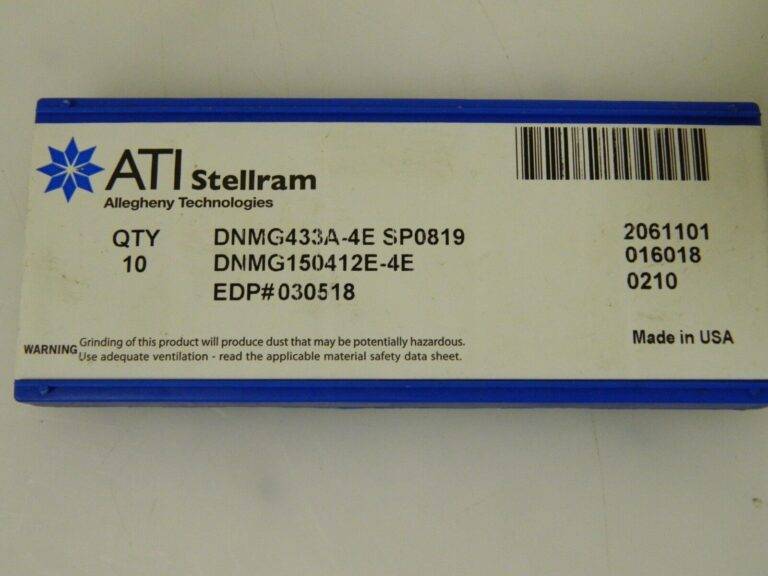 ATI Stellram
Allegheny Technologies
QTY DNMG433A-4E SP0819 2061101
10 DNMG150412E-4E 016018
EDP#030518 0210
Made in USA
WARNING Grinding of this product will produce dust that may be potentially hazardous.
Use adequate ventilation - read the applicable material safety data sheet.